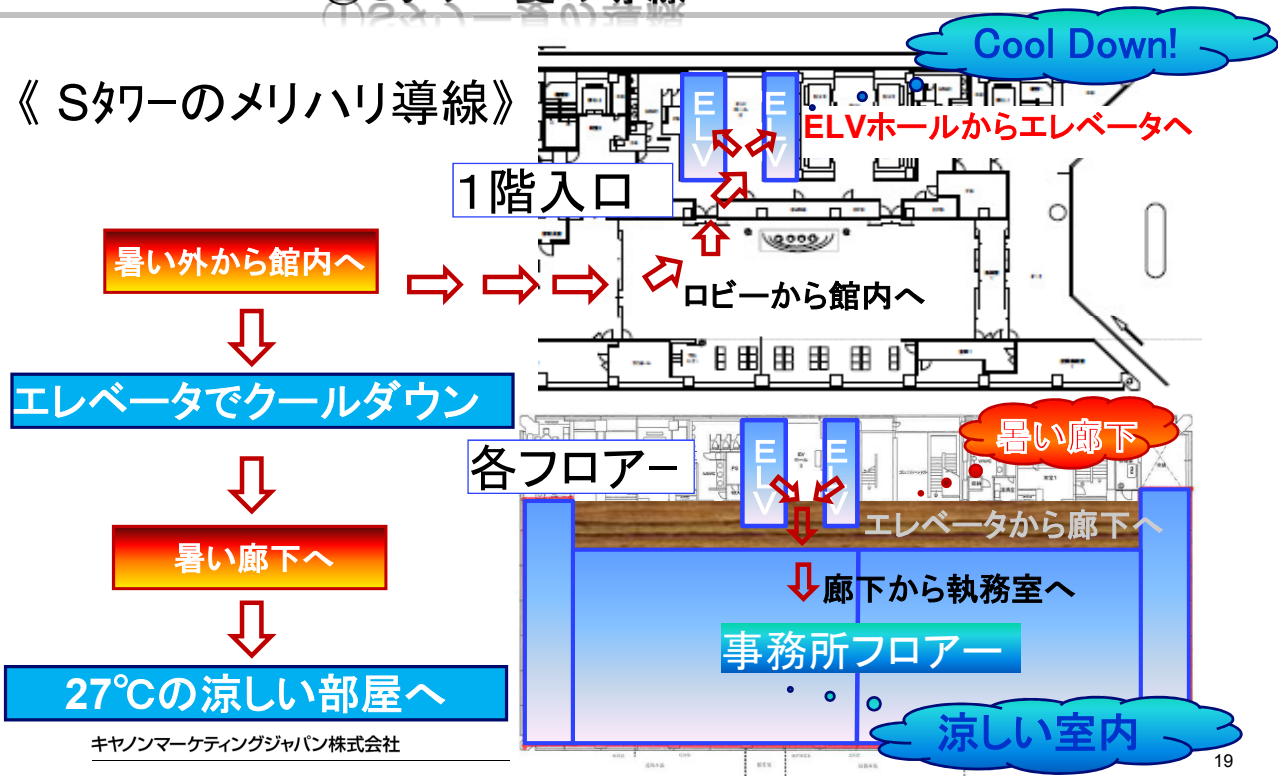 Cool Down!
《 Sタワーのメリハリ導線》
ELV
ELV
ELVホールからエレベータへ
1階入口
暑い外から館内へ
ロビーから館内へ
エレベータでクールダウン
各フロアー
ELV
ELV
暑い廊下
エレベータから廊下へ
暑い廊下へ
廊下から執務室へ
事務所フロアー
27℃の涼しい部屋へ
涼しい室内
キヤノンマーケティングジャパン株式会社
19